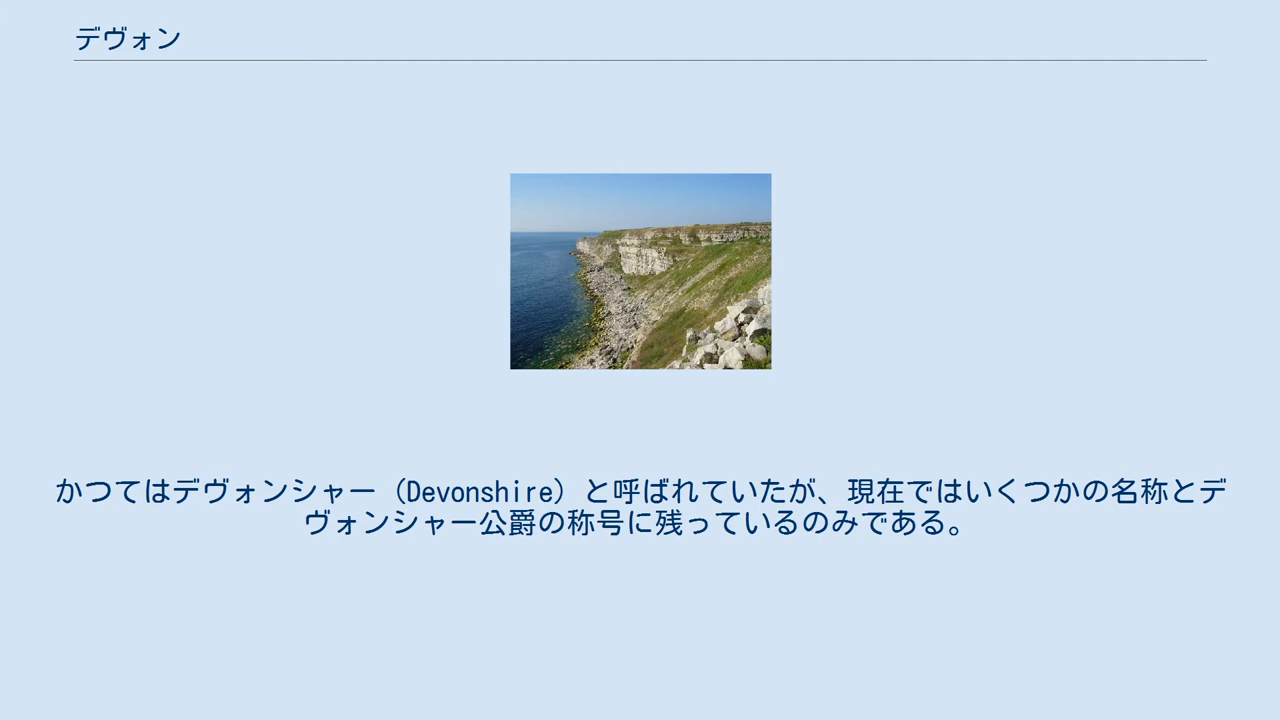 デヴォン
かつてはデヴォンシャー（Devonshire）と呼ばれていたが、現在ではいくつかの名称とデ
ヴォンシャー公爵の称号に残っているのみである。